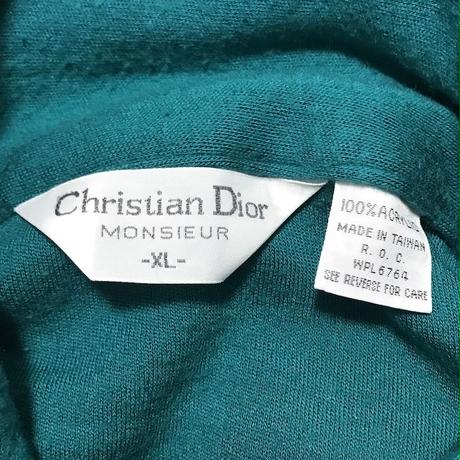 Christian Dior
MONSIEUR
-XL-
100% ACRYLIC
MADE IN TAIWAN
R. O. C.
WPL6764
SEE REVERSE FOR CARE